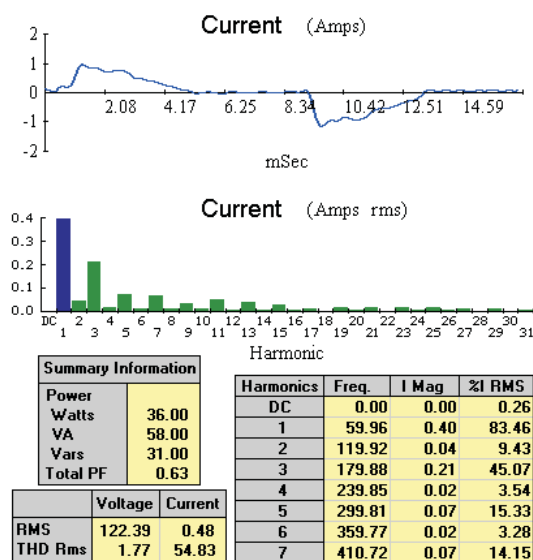 Current (Amps)
2
1
0
-1
-2
2.08 4.17 6.25 8.34 10.42 12.51 14.59
mSec
Current (Amps rms)
0.4
0.3
0.2
0.1
0.0
DC 2 4 6 8 10 12 14 16 18 20 22 24 26 28 30
1 3 5 7 9 11 13 15 17 19 21 23 25 27 29 31
Harmonic
Summary Information
Power
Watts 36.00
VA 58.00
Vars 31.00
Total PF 0.63
Voltage Current
RMS 122.39 0.48
THD Rms 1.77 54.83
Harmonics Freq. I Mag %I RMS
DC 0.00 0.00 0.26
1 59.96 0.40 83.46
2 119.92 0.04 9.43
3 179.88 0.21 45.07
4 239.85 0.02 3.54
5 299.81 0.07 15.33
6 359.77 0.02 3.28
7 410.72 0.07 14.15